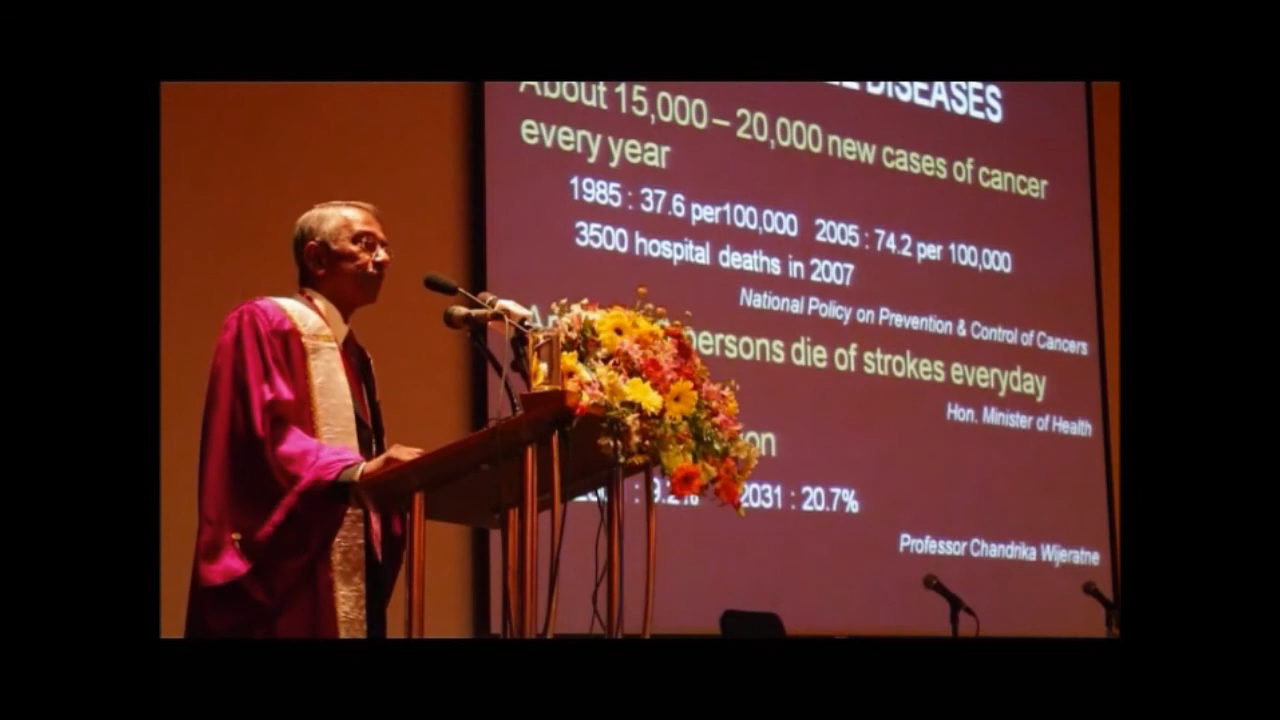 DISEASES
About 15,000 – 20,000 new cases of cancer
every year
1985 : 37.6 per100,000 2005 : 74.2 per 100,000
3500 hospital deaths in 2007
National Policy on Prevention & Control of Cancers
persons die of strokes everyday
Hon. Minister of Health
: 9.2% 2031 : 20.7%
Professor Chandrika Wijeratne